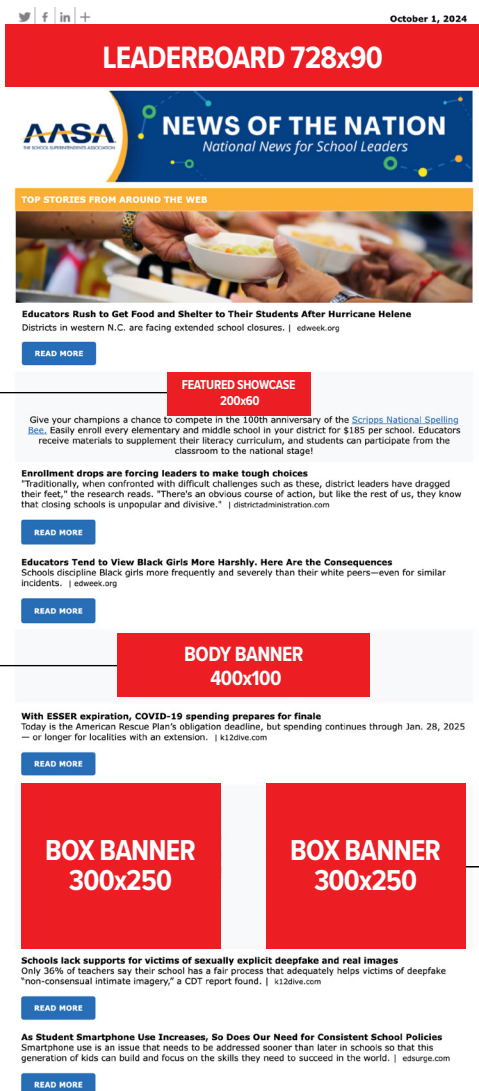 October 1, 2024
LEADERBOARD 728x90
AASA
THE SCHOOL SUPERINTENDENTS ASSOCIATION
NEWS OF THE NATION
National News for School Leaders
TOP STORIES FROM AROUND THE WEB
Educators Rush to Get Food and Shelter to Their Students After Hurricane Helene
Districts in western N.C. are facing extended school closures. | edweek.org
READ MORE
FEATURED SHOWCASE
200x60
Give your champions a chance to compete in the 100th anniversary of the Scripps National Spelling
Bee. Easily enroll every elementary and middle school in your district for $185 per school. Educators
receive materials to supplement their literacy curriculum, and students can participate from the
classroom to the national stage!
Enrollment drops are forcing leaders to make tough choices
"Traditionally, when confronted with difficult challenges such as these, district leaders have dragged
their feet," the research reads. "There's an obvious course of action, but like the rest of us, they know
that closing schools is unpopular and divisive." | districtadministration.com
READ MORE
Educators Tend to View Black Girls More Harshly. Here Are the Consequences
Schools discipline Black girls more frequently and severely than their white peers—even for similar
incidents. | edweek.org
READ MORE
BODY BANNER
400x100
With ESSER expiration, COVID-19 spending prepares for finale
Today is the American Rescue Plan's obligation deadline, but spending continues through Jan. 28, 2025
— or longer for localities with an extension. | k12dive.com
READ MORE
BOX BANNER
300x250
BOX BANNER
300x250
Schools lack supports for victims of sexually explicit deepfake and real images
Only 36% of teachers say their school has a fair process that adequately helps victims of deepfake
"non-consensual intimate imagery," a CDT report found. | k12dive.com
READ MORE
As Student Smartphone Use Increases, So Does Our Need for Consistent School Policies
Smartphone use is an issue that needs to be addressed sooner than later in schools so that this
generation of kids can build and focus on the skills they need to succeed in the world. | edsurge.com
READ MORE